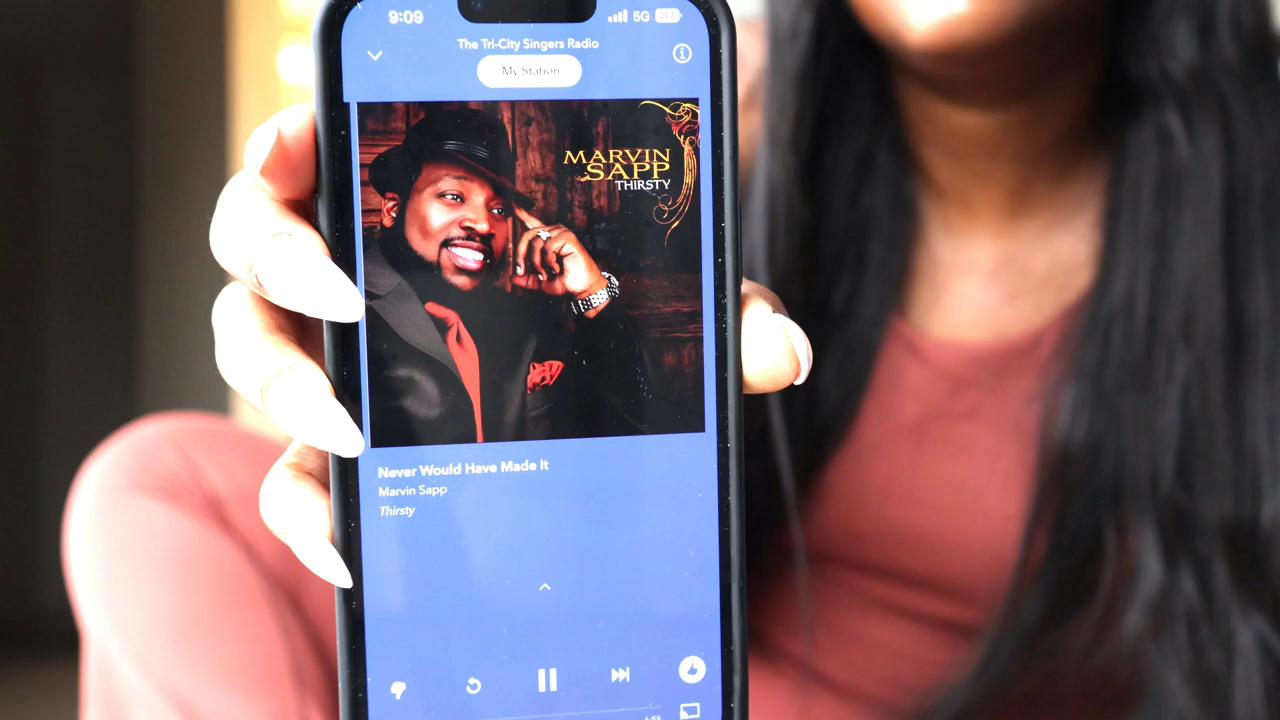 9:09
5G
The Tri-City Singers Radio
My Station
MARVIN
SAPP
THIRSTY
Never Would Have Made It
Marvin Sapp
Thirsty